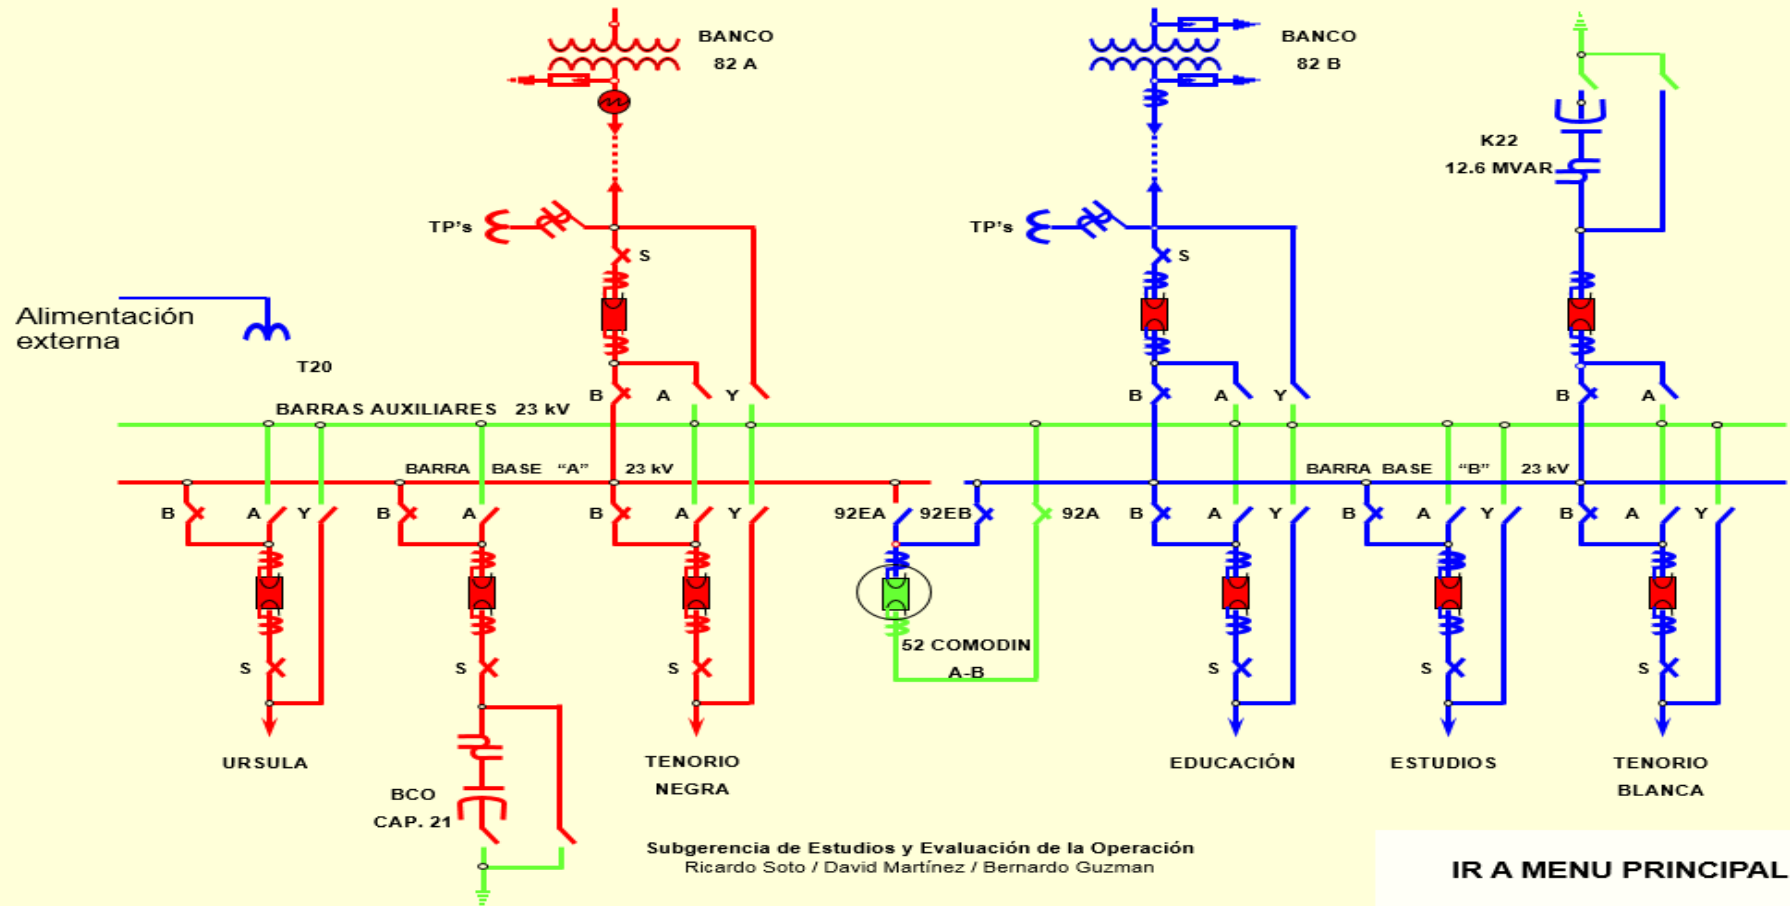 BANCO
82 A
BANCO
82 B
K22
12.6 MVAR
TP's
S
TP's
S
Alimentación
externa
T20
B A Y
B A Y
B A
BARRAS AUXILIARES 23 kV
BARRA BASE “A” 23 kV
BARRA BASE “B” 23 kV
B A Y B A B A Y 92EA 92EB 92A B A Y B A Y B A Y
52 COMODIN
A-B
S S S S S S
URSULA
TENORIO
NEGRA
EDUCACIÓN
ESTUDIOS
TENORIO
BLANCA
BCO
CAP. 21
Subgerencia de Estudios y Evaluación de la Operación
Ricardo Soto / David Martínez / Bernardo Guzman
IR A MENU PRINCIPAL